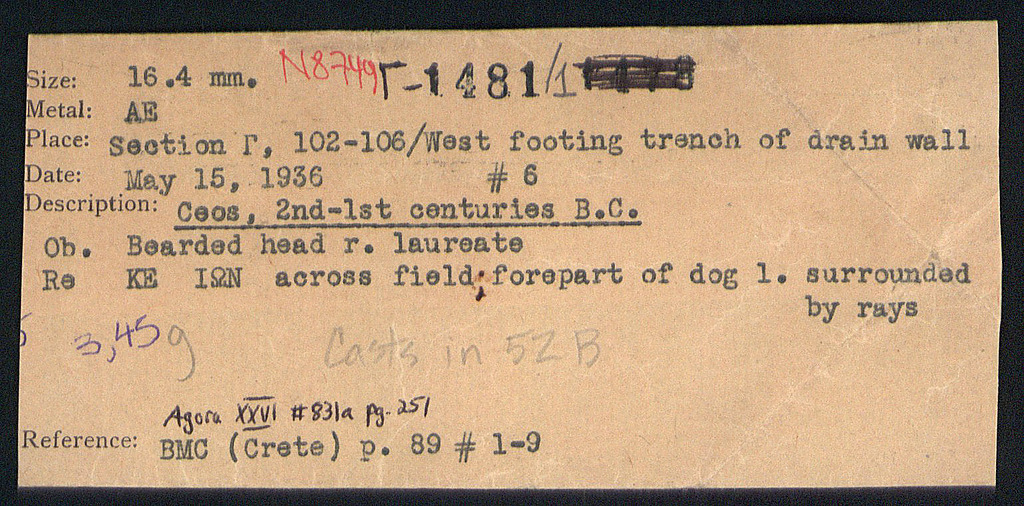 Size: 16.4 mm. N8749 Γ-1481/1
Metal: AE
Place: Section Γ, 102-106/West footing trench of drain wall
Date: May 15, 1936 # 6
Description: Ceos, 2nd-1st centuries B.C.
Ob. Bearded head r. laureate
Re KE IΩN across field; forepart of dog l. surrounded
by rays
3,45g Casts in 52 B
Agora XXVI #831a pg. 251
Reference: BMC (Crete) p. 89 # 1-9